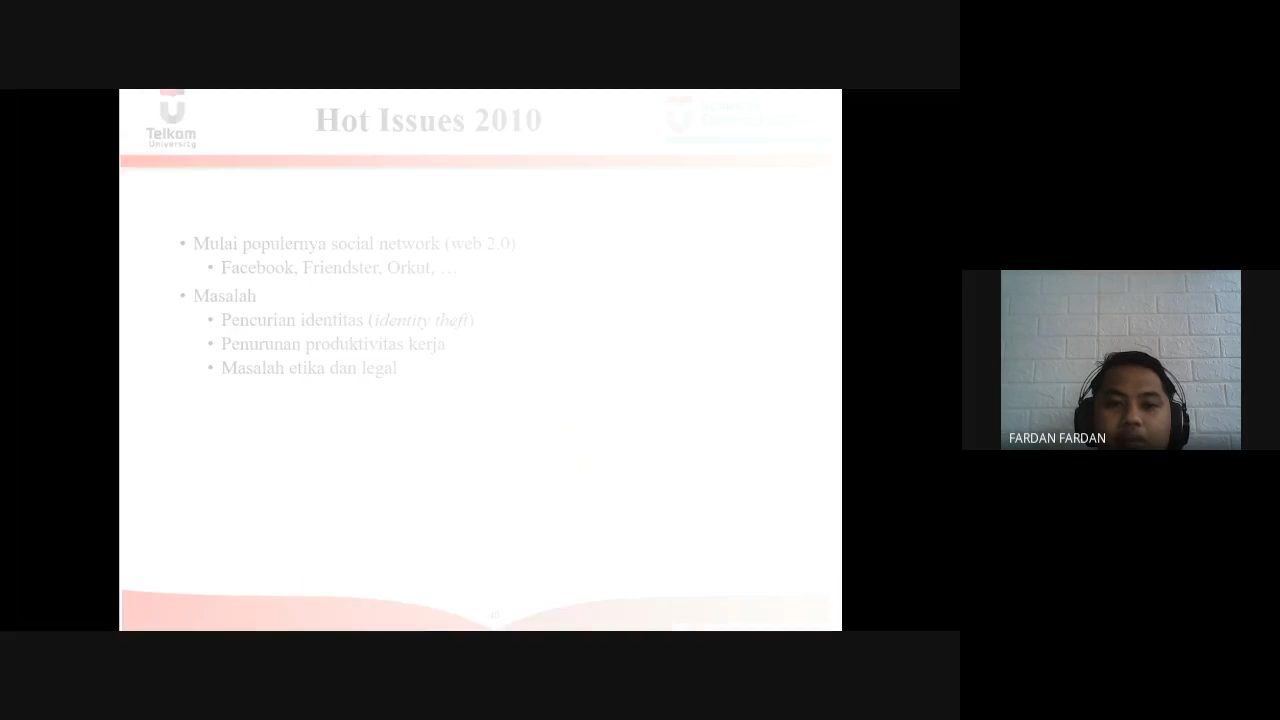 Telkom
University
Hot Issues 2010
• Mulai populernya social network (web 2.0)
• Facebook, Friendster, Orkut, …
• Masalah
• Pencurian identitas (identity theft)
• Penurunan produktivitas kerja
• Masalah etika dan legal
FARDAN FARDAN